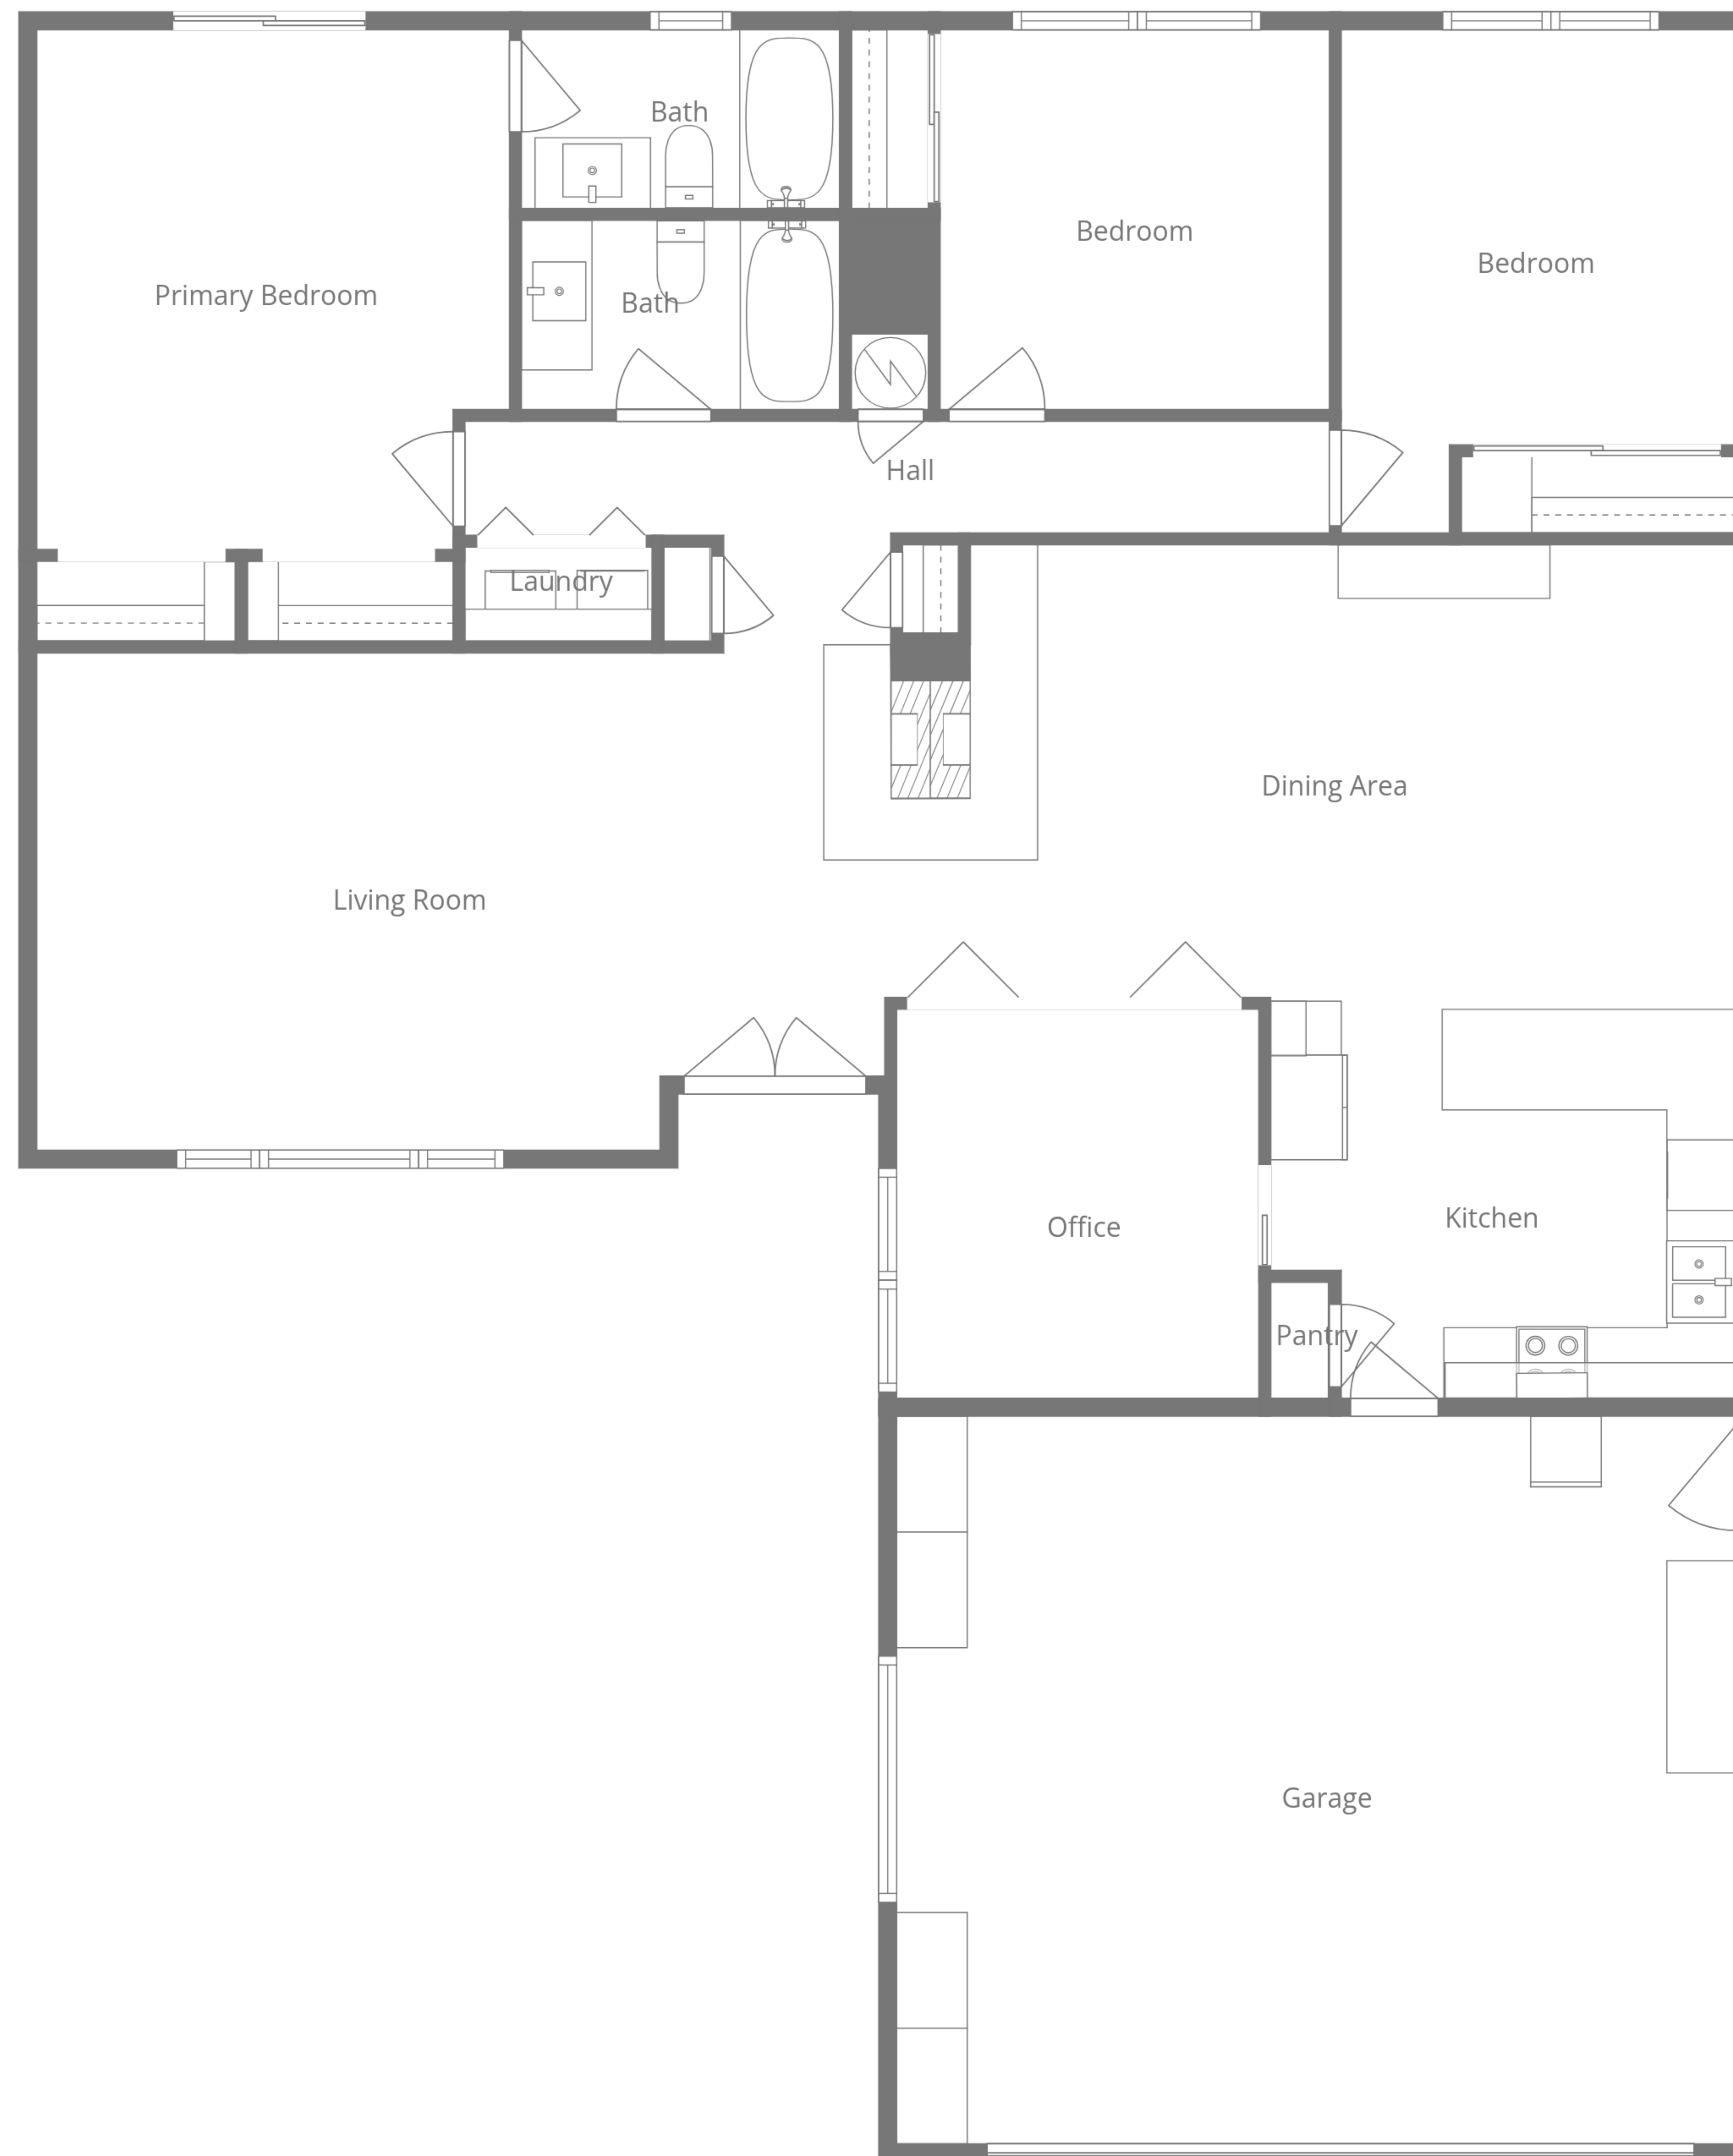 Bath
Bedroom
Bedroom
Primary Bedroom
Bath
Hall
Laundry
Dining Area
Living Room
Kitchen
Office
Pantry
Garage